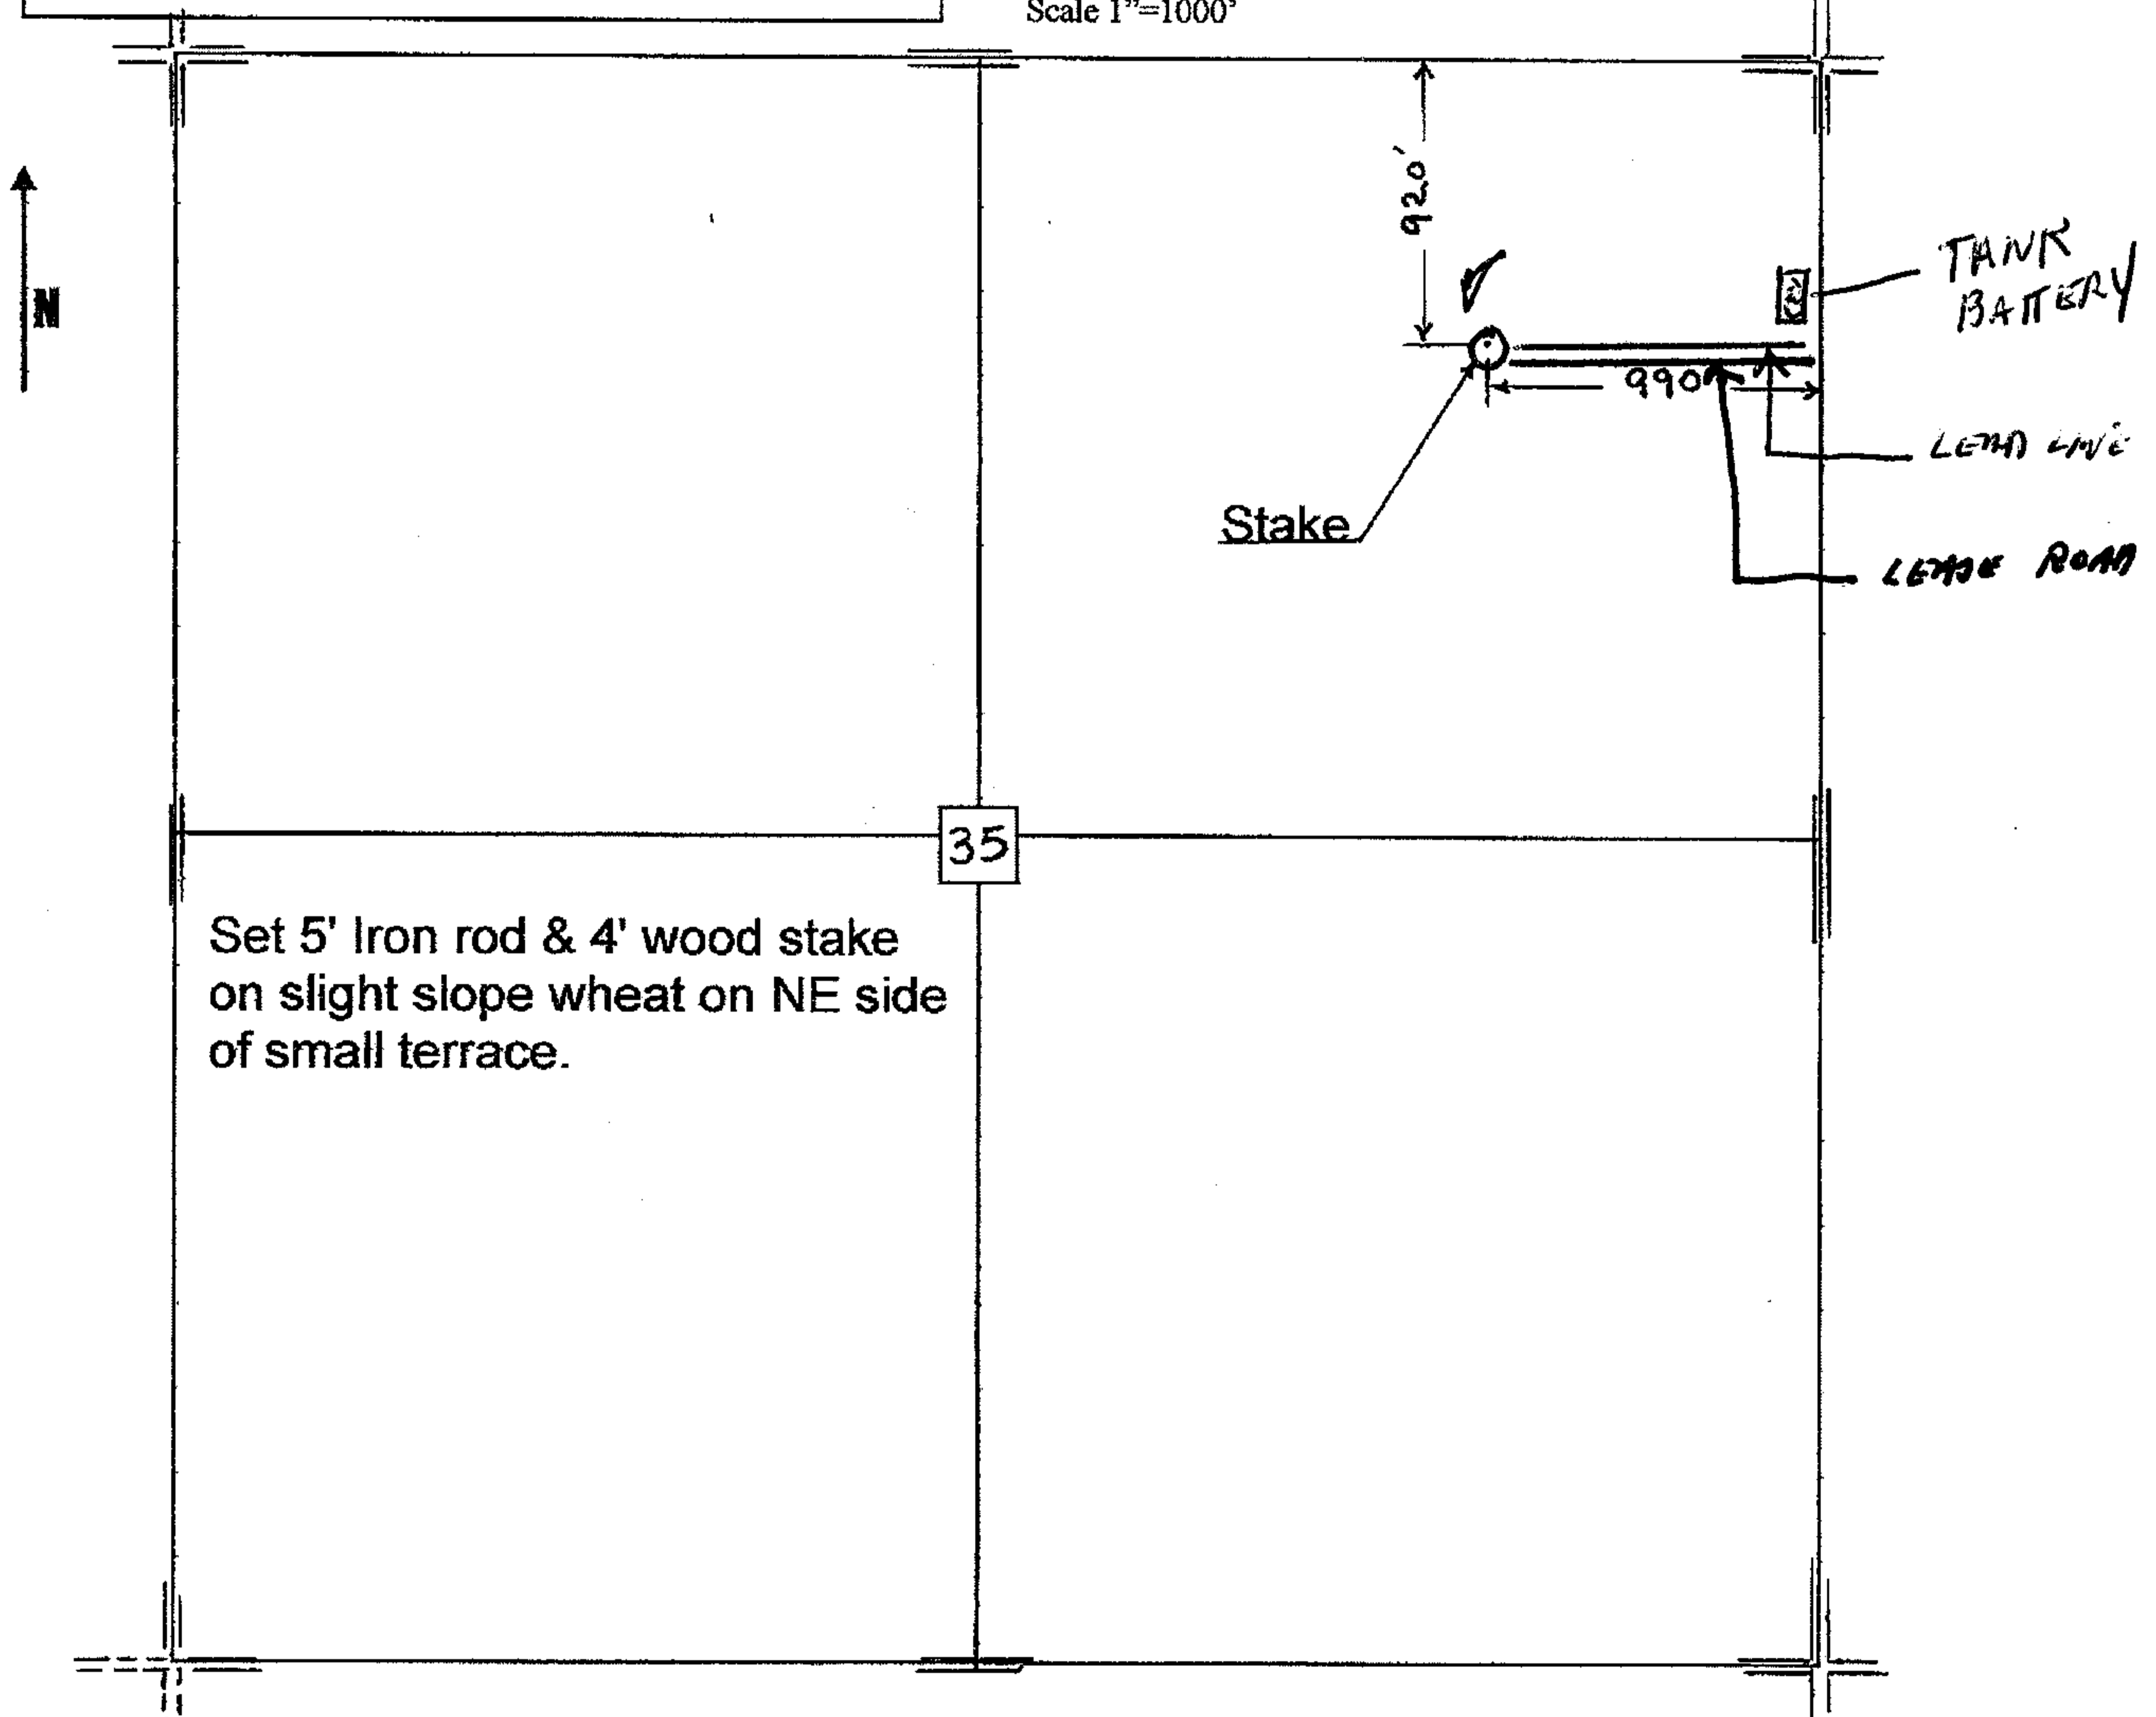 Scale 1"=1000'
920'
N
TANK
BATTERY
990
LEAD LINE
Stake
LEASE ROAD
35
Set 5' Iron rod & 4' wood stake
on slight slope wheat on NE side
of small terrace.